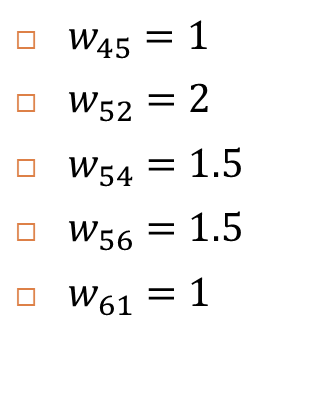 □ w₄₅ = 1
□ w₅₂ = 2
□ w₅₄ = 1.5
□ w₅₆ = 1.5
□ w₆₁ = 1